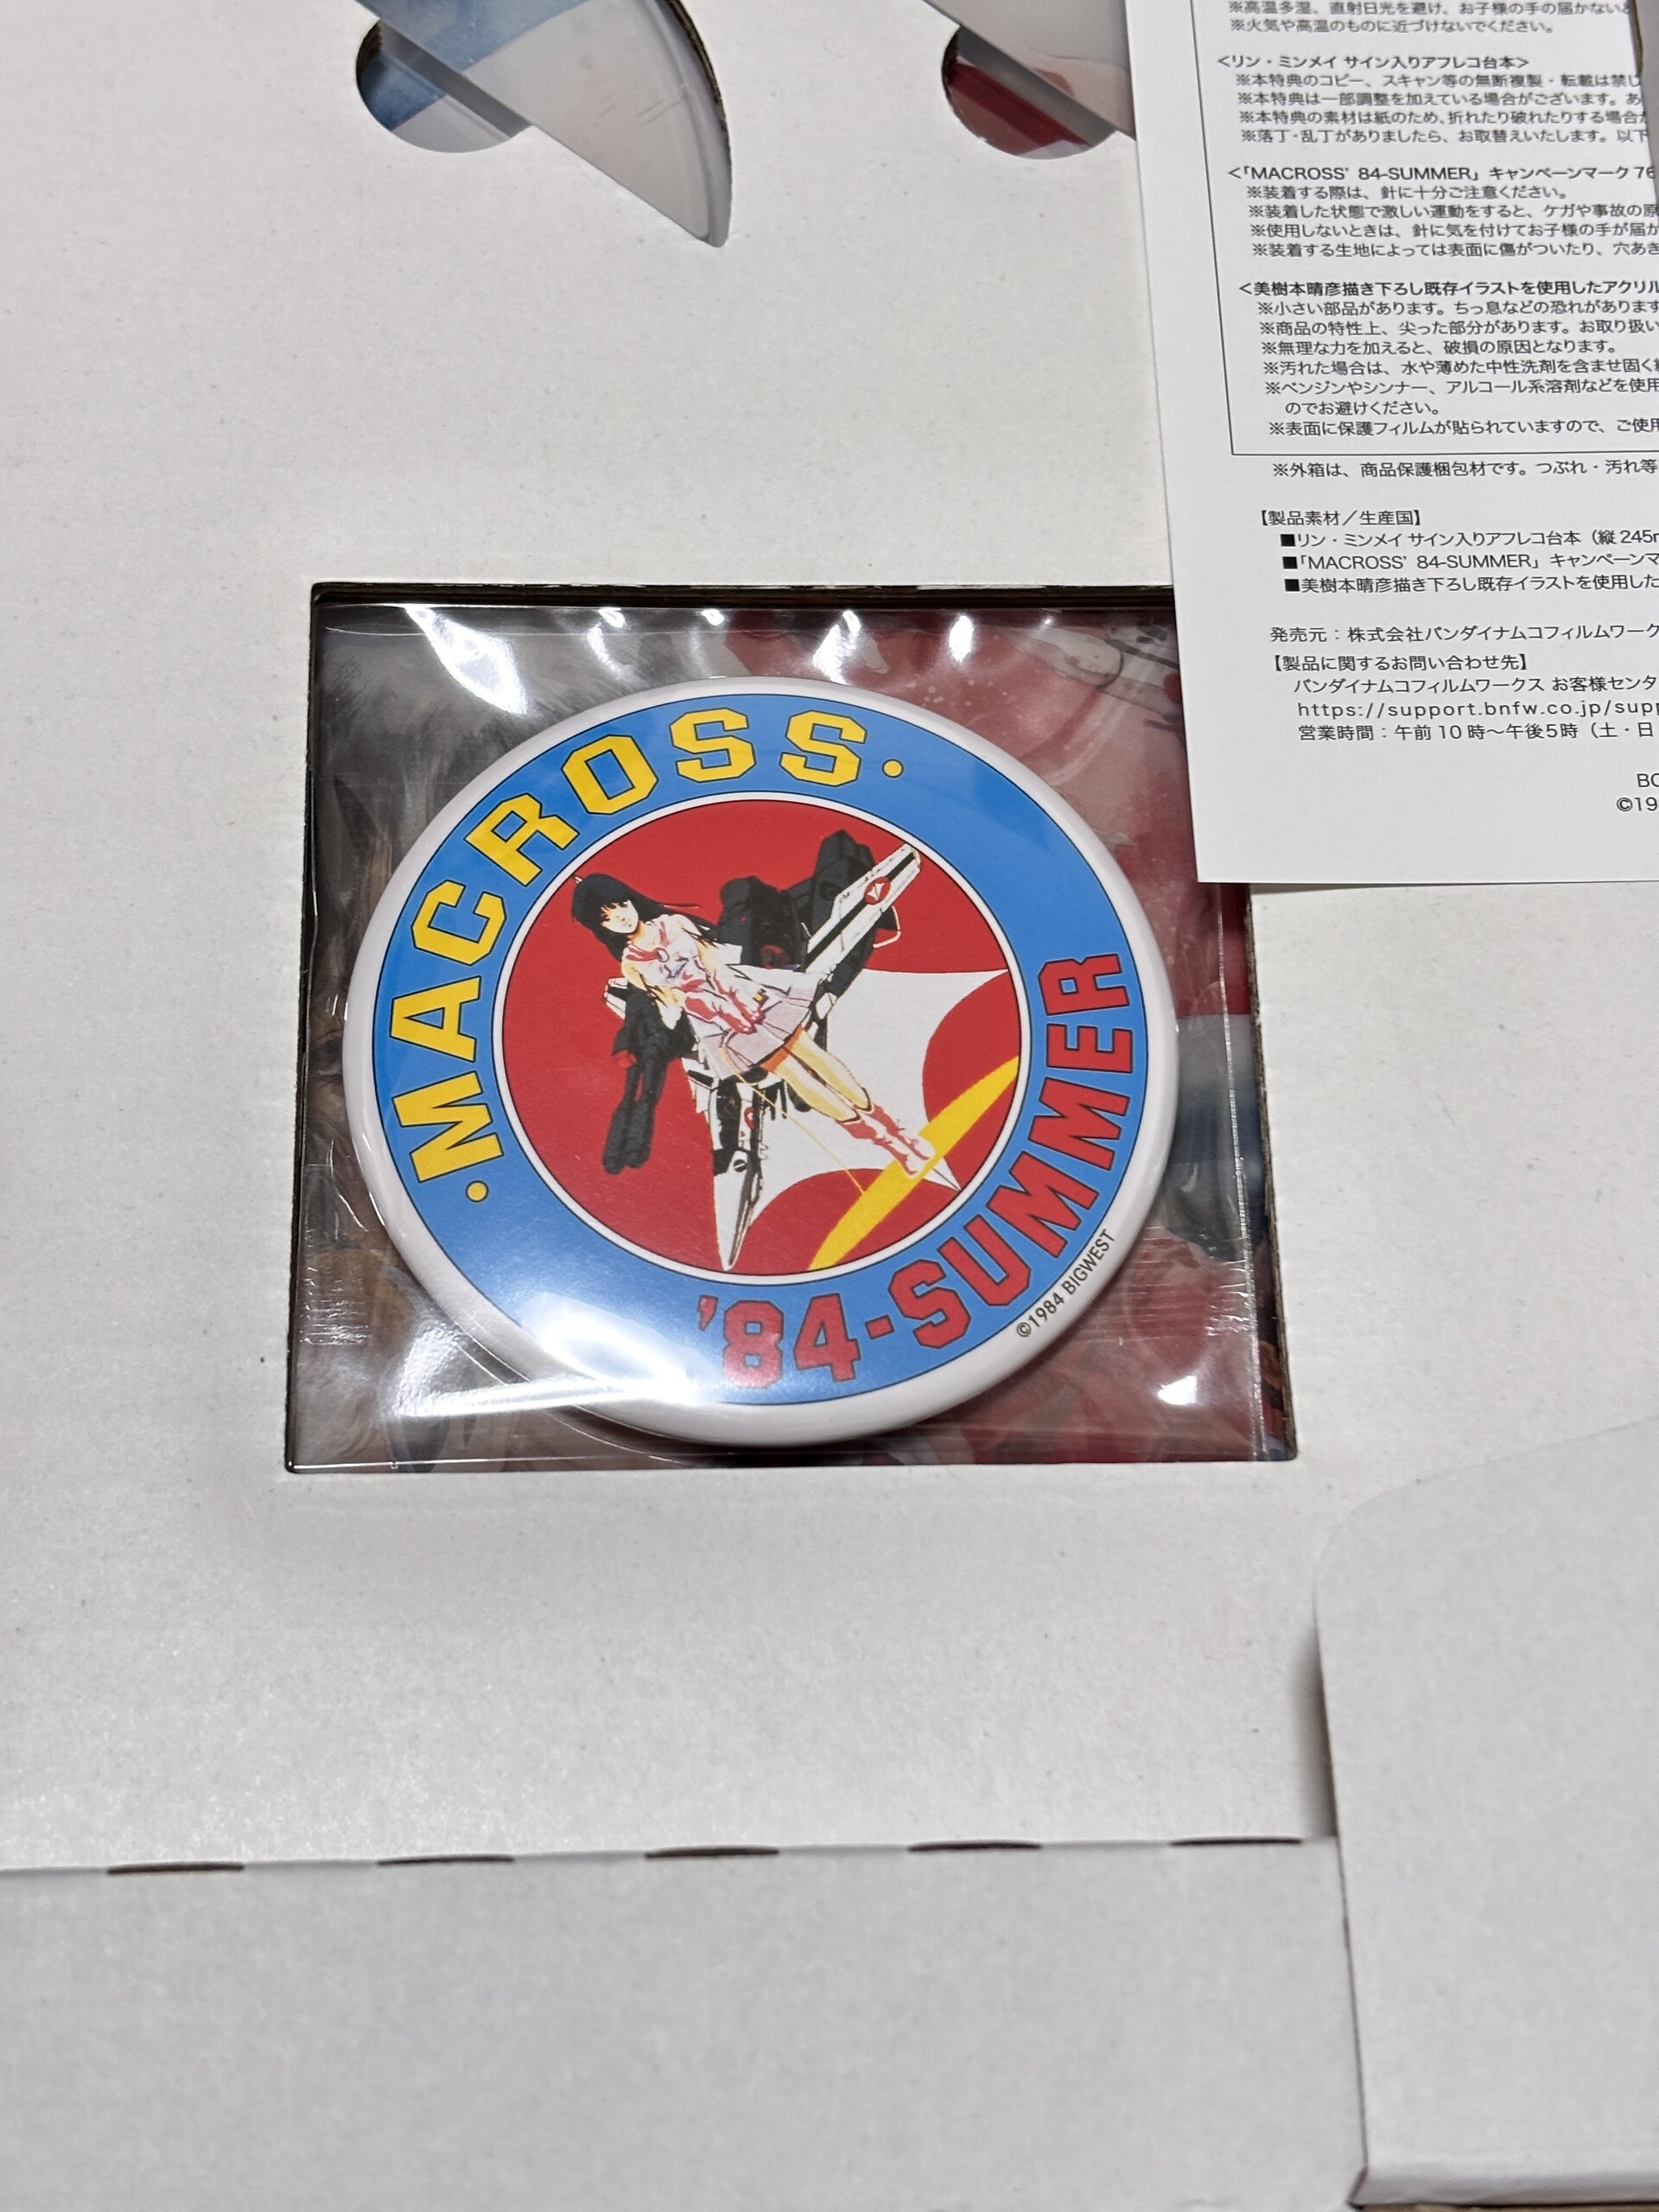 ※高温多湿、直射日光を避け、お子様の手の届かない
※火気や高温のものに近づけないでください。
<リン・ミンメイ サイン入りアフレコ台本>
※本特典のコピー、スキャン等の無断複製・転載は禁じ
※本特典は一部調整を加えている場合がございます。あ
※本特典の素材は紙のため、折れたり破れたりする場合が
※落丁・乱丁がありましたら、お取替えいたします。以下
<「MACROSS' 84-SUMMER」キャンペーンマーク 76
※装着する際は、針に十分ご注意ください。
※装着した状態で激しい運動をすると、ケガや事故の原
※使用しないときは、針に気を付けてお子様の手が届か
※装着する生地によっては表面に傷がついたり、穴あき
<美樹本晴彦描き下ろし既存イラストを使用したアクリル
※小さい部品があります。ちっ息などの恐れがあります
※商品の特性上、尖った部分があります。お取り扱い
※無理な力を加えると、破損の原因となります。
※汚れた場合は、水や薄めた中性洗剤を含ませ固く
※ベンジンやシンナー、アルコール系溶剤などを使用
のでお避けください。
※表面に保護フィルムが貼られていますので、ご使用
※外箱は、商品保護梱包材です。つぶれ・汚れ等
【製品素材／生産国】
■リン・ミンメイ サイン入りアフレコ台本（縦 245m
■「MACROSS' 84-SUMMER」キャンペーンマ
■美樹本晴彦描き下ろし既存イラストを使用した
発売元：株式会社バンダイナムコフィルムワーク
【製品に関するお問い合わせ先】
バンダイナムコフィルムワークス お客様センタ
https://support.bnfw.co.jp/supp
営業時間：午前 10 時～午後5時（土・日
BC
©19
·MACROSS·
'84-SUMMER
©1984 BIGWEST